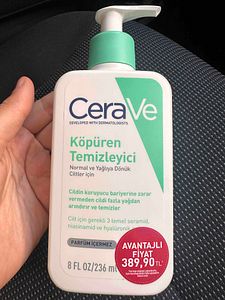 CeraVe
DEVELOPED WITH DERMATOLOGISTS
Köpüren
Temizleyici
Normal ve Yağlıya Dönük
Ciltler için
Cildin koruyucu bariyerine zarar
vermeden cildi fazla yağdan
arındırır ve temizler
Cilt için gerekli 3 temel seramid,
niasinamid ve hyalüronik
PARFÜM İÇERMEZ
8 FL OZ/236 ml
AVANTAJLI
FİYAT
389,90 TL*